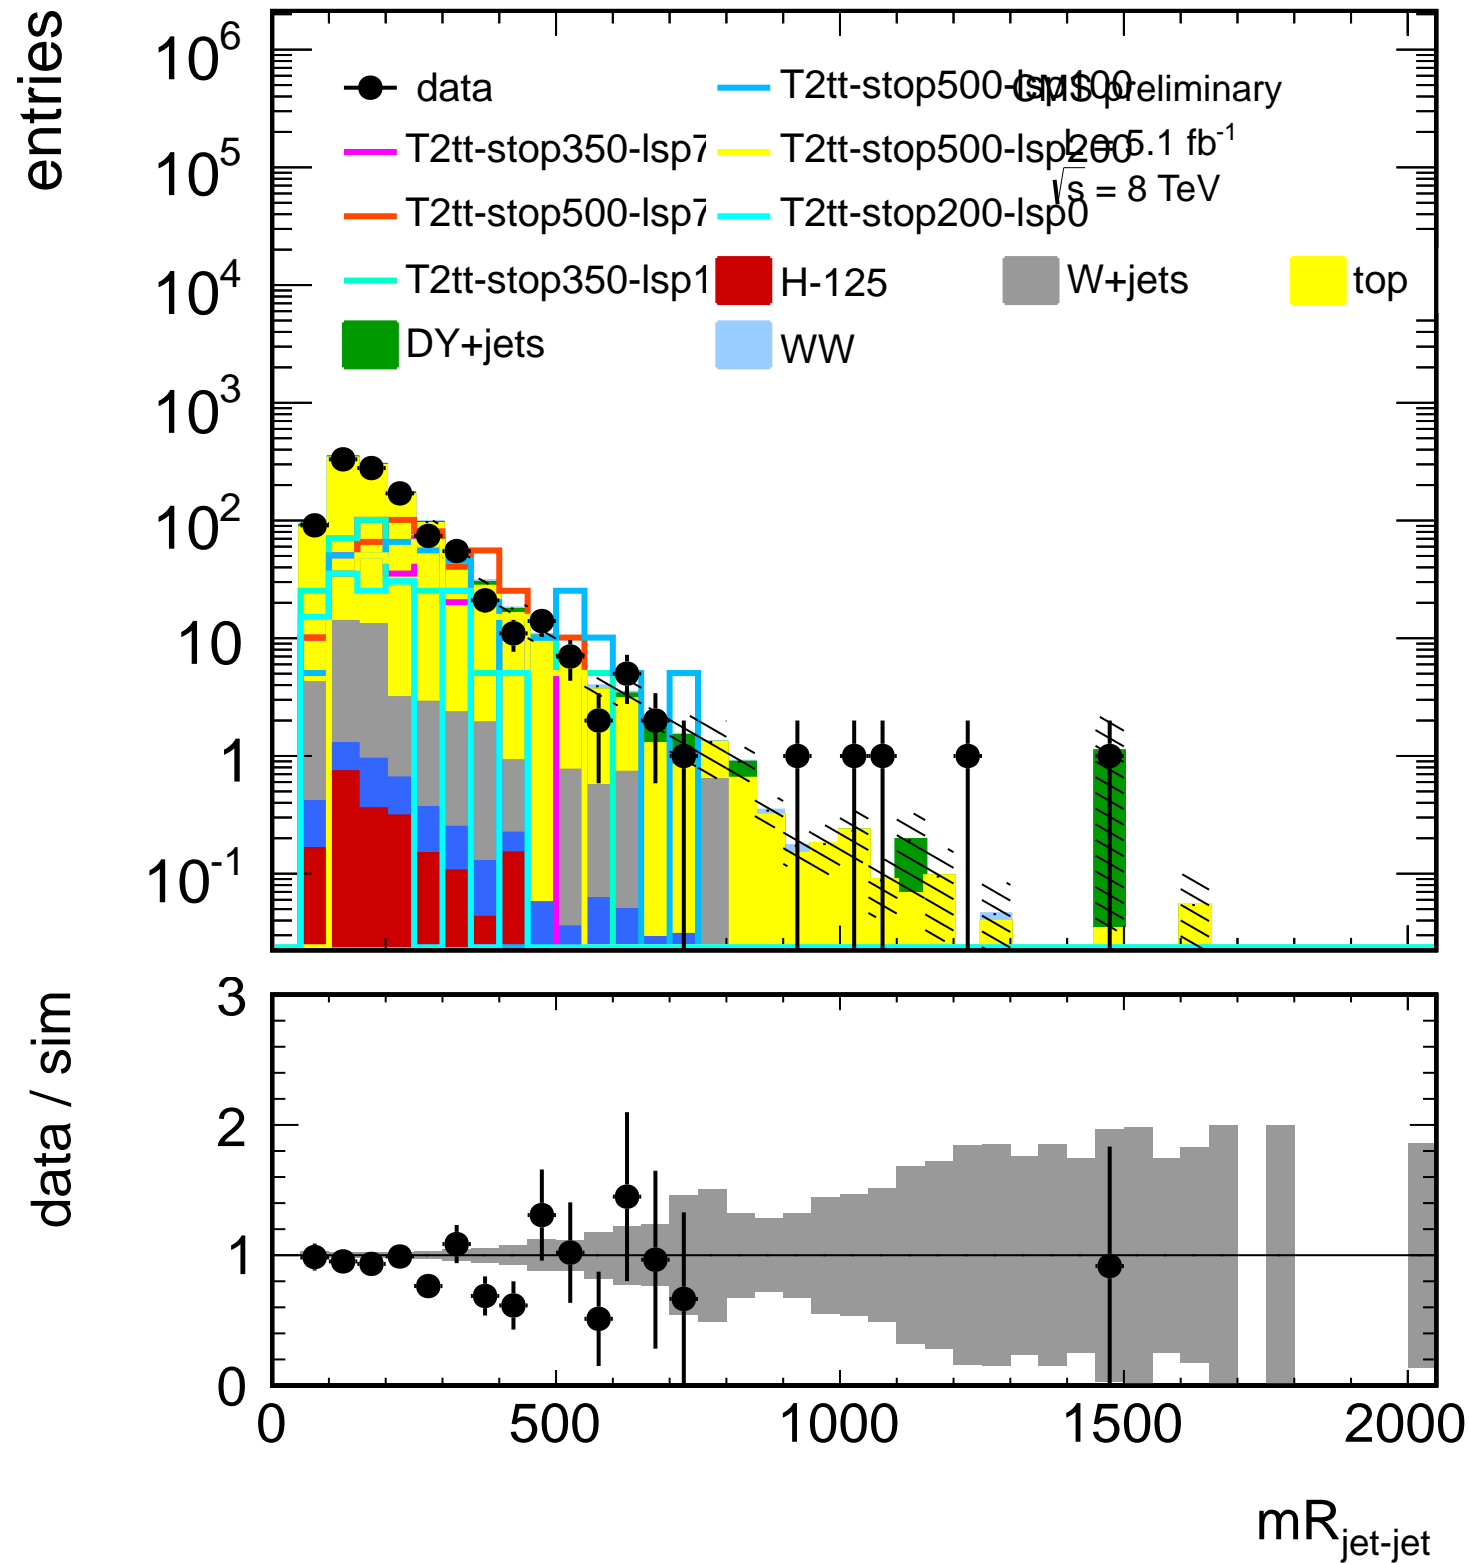 entries
10^6
10^5
10^4
10^3
10^2
10
1
10^-1
data
T2tt-stop500-lsp100
CMS preliminary
T2tt-stop350-lsp7
T2tt-stop500-lsp200
L = 5.1 fb^-1
√s = 8 TeV
T2tt-stop500-lsp7
T2tt-stop200-lsp0
T2tt-stop350-lsp1
H-125
W+jets
top
DY+jets
WW
data / sim
3
2
1
0
0 500 1000 1500 2000
mR_jet-jet